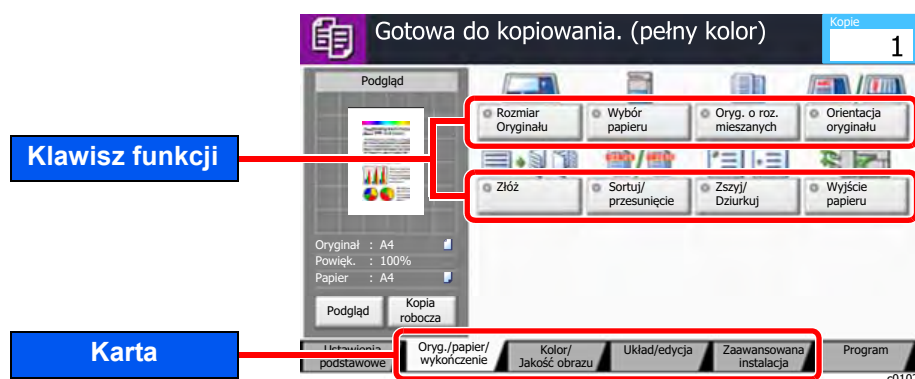 Gotowa do kopiowania. (pełny kolor)
Kopie
1
Podgląd
Rozmiar
Oryginału
Wybór
papieru
Oryg. o roz.
mieszanych
Orientacja
oryginału
Klawisz funkcji
Złóż
Sortuj/
przesunięcie
Zszyj/
Dziurkuj
Wyjście
papieru
Oryginał : A4
Powięk. : 100%
Papier : A4
Podgląd
Kopia
robocza
Karta
Ustawienia
podstawowe
Oryg./papier/
wykończenie
Kolor/
Jakość obrazu
Układ/edycja
Zaawansowana
instalacja
Program